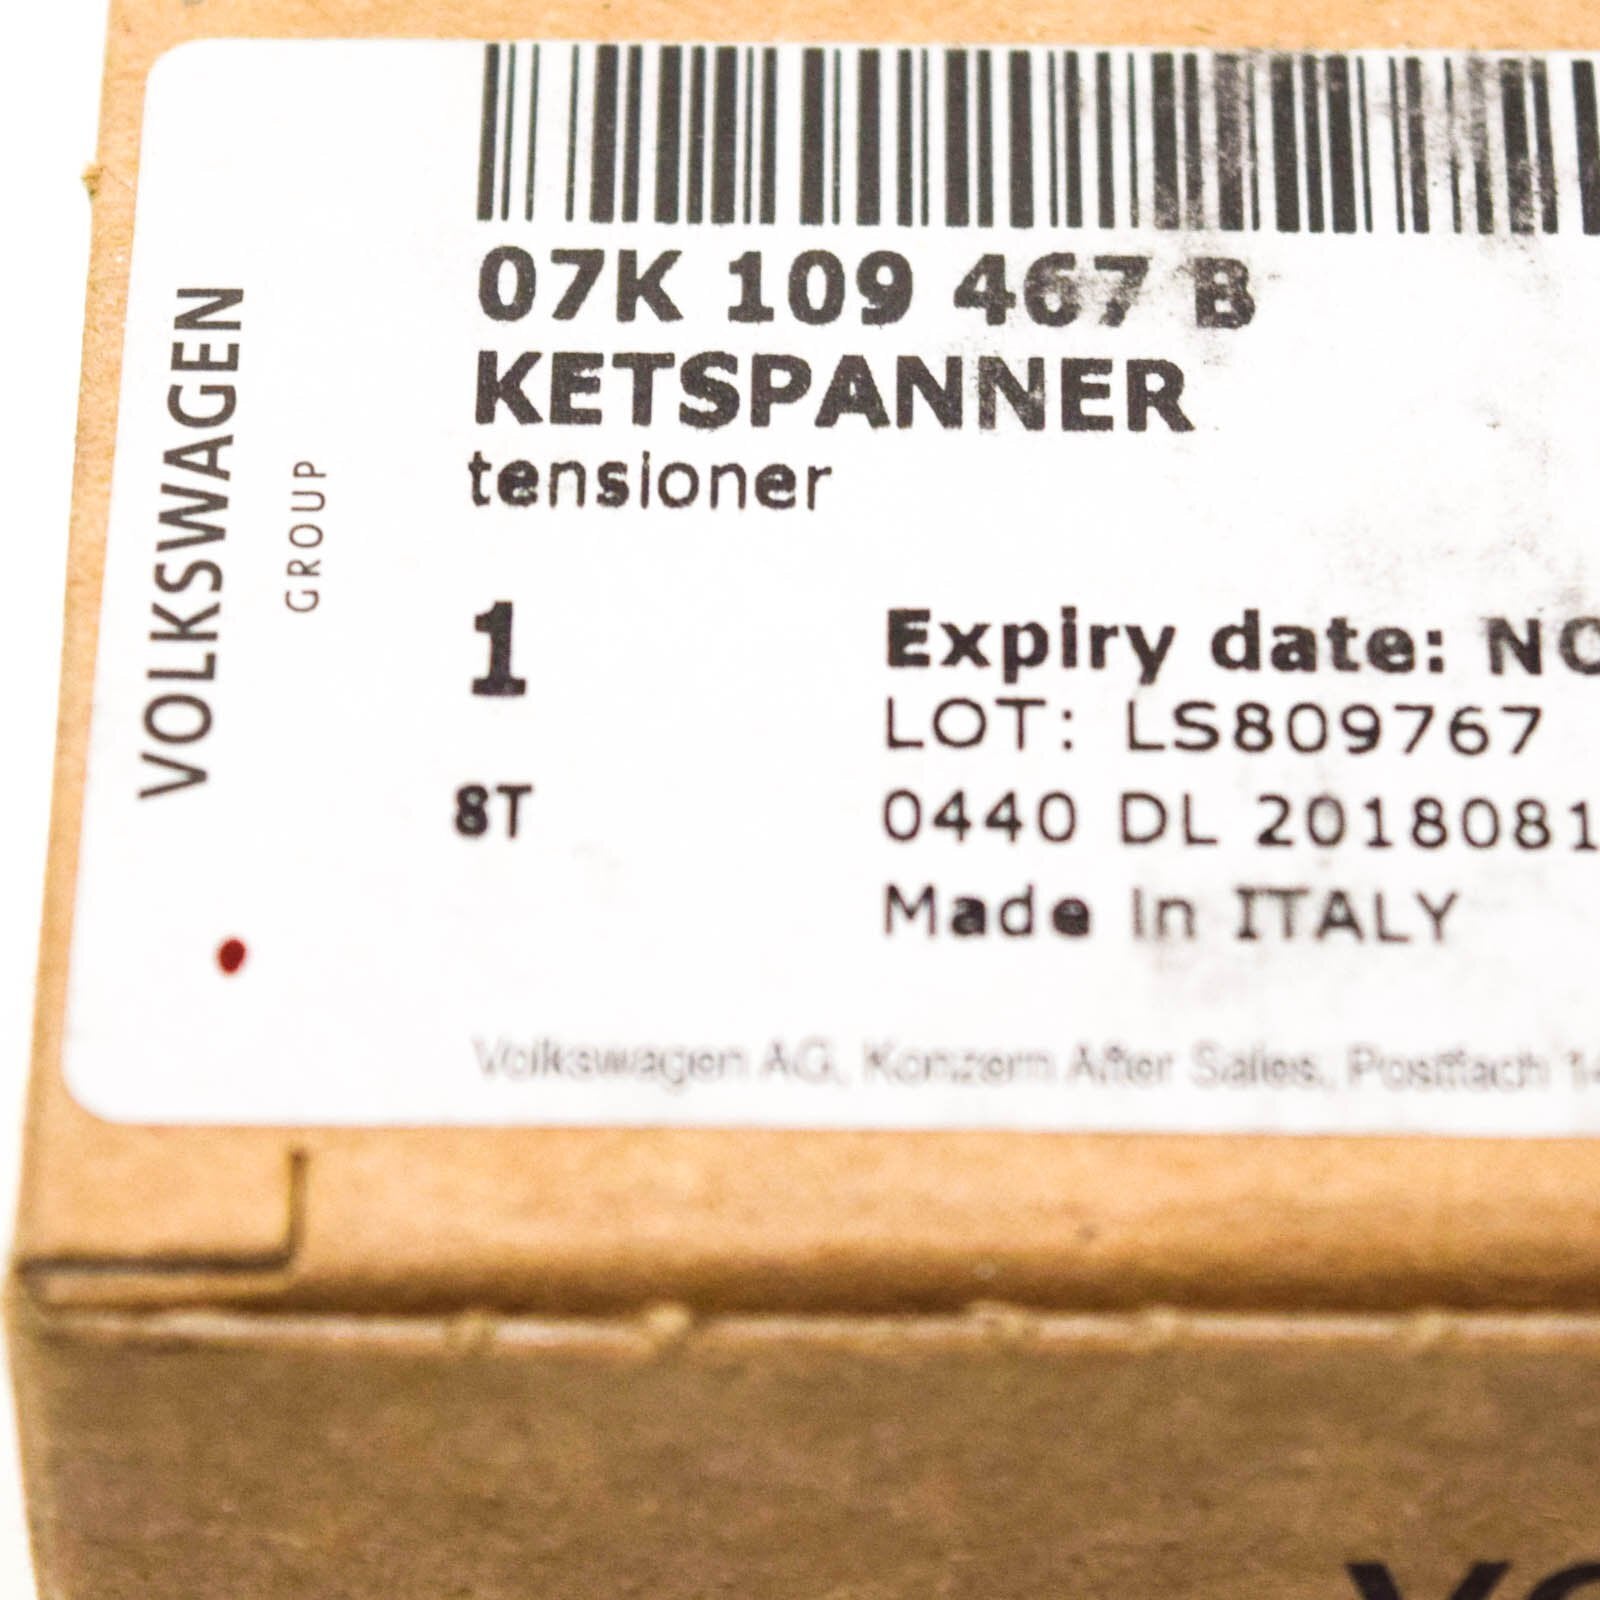 07K 109 467 B
KETSPANNER
tensioner
VOLKSWAGEN
GROUP
1
Expiry date: NO
LOT: LS809767
8T
0440 DL 2018081
Made in ITALY
Volkswagen AG, Konzern After Sales, Postfach 14